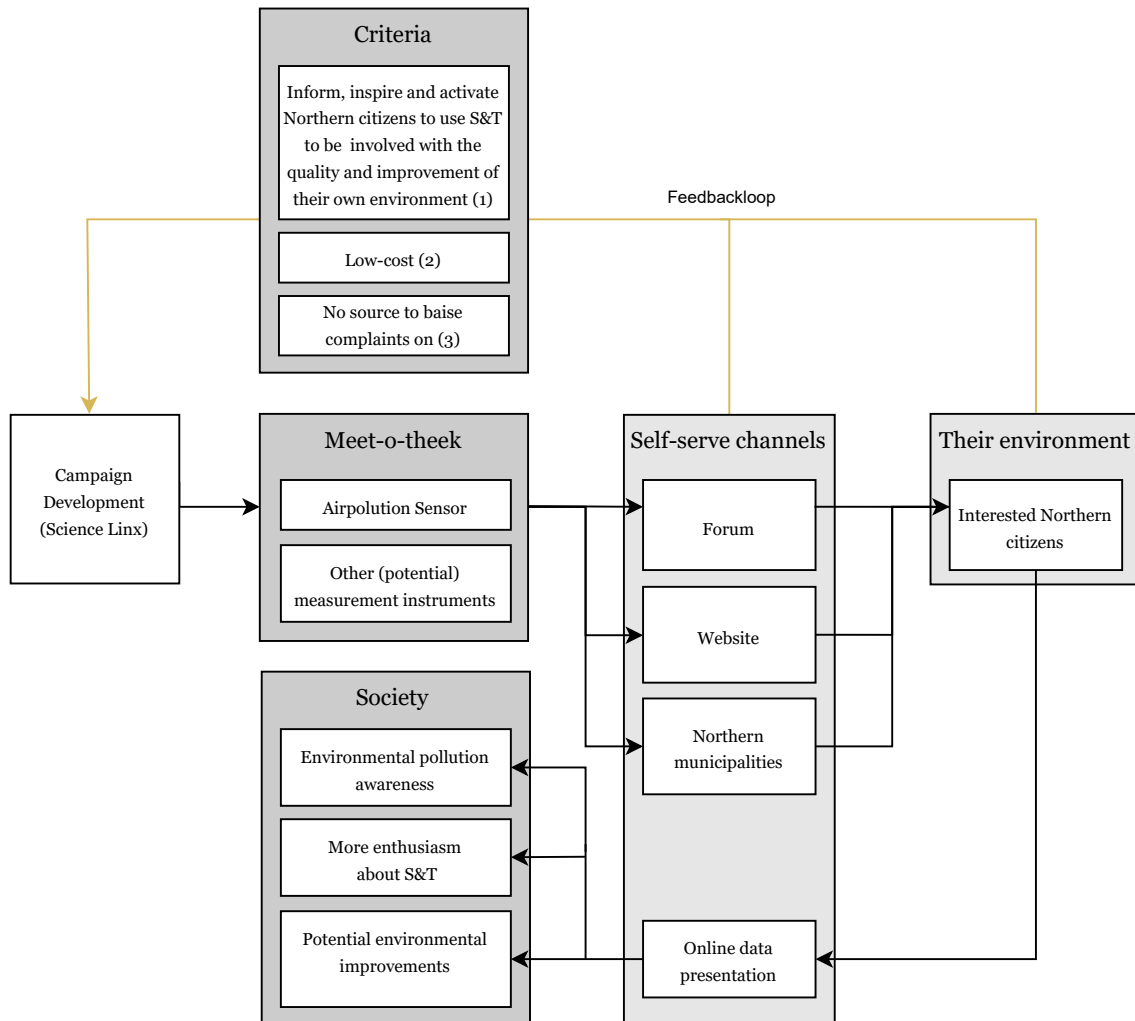 Criteria
Inform, inspire and activate
Northern citizens to use S&T
to be involved with the
quality and improvement of
their own environment (1)
Low-cost (2)
No source to baise
complaints on (3)
Feedbackloop
Campaign
Development
(Science Linx)
Meet-o-theek
Airpolution Sensor
Other (potential)
measurement instruments
Self-serve channels
Forum
Website
Northern
municipalities
Online data
presentation
Their environment
Interested Northern
citizens
Society
Environmental pollution
awareness
More enthusiasm
about S&T
Potential environmental
improvements